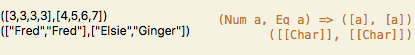 ([3,3,3,3],[4,5,6,7]) (Num a, Eq a) => ([a], [a])
(["Fred","Fred"],["Elsie","Ginger"]) ([[Char]], [[Char]])